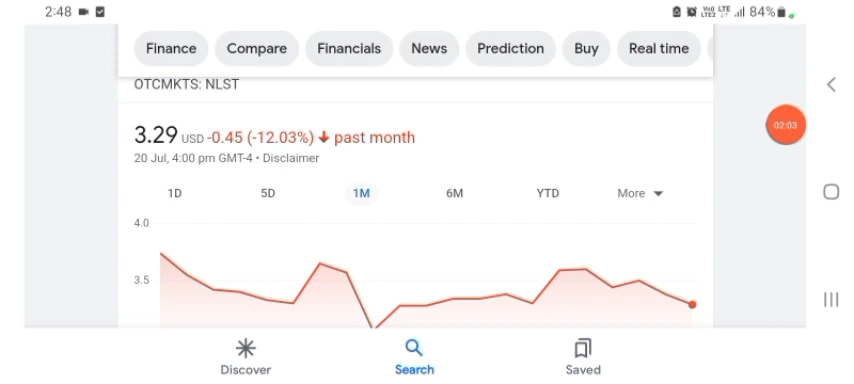 2:48
LTE 84%
Finance Compare Financials News Prediction Buy Real time
OTCMKTS: NLST
3.29 USD -0.45 (-12.03%) past month
20 Jul, 4:00 pm GMT-4 • Disclaimer
02:03
1D 5D 1M 6M YTD More
4.0
3.5
Discover Search Saved